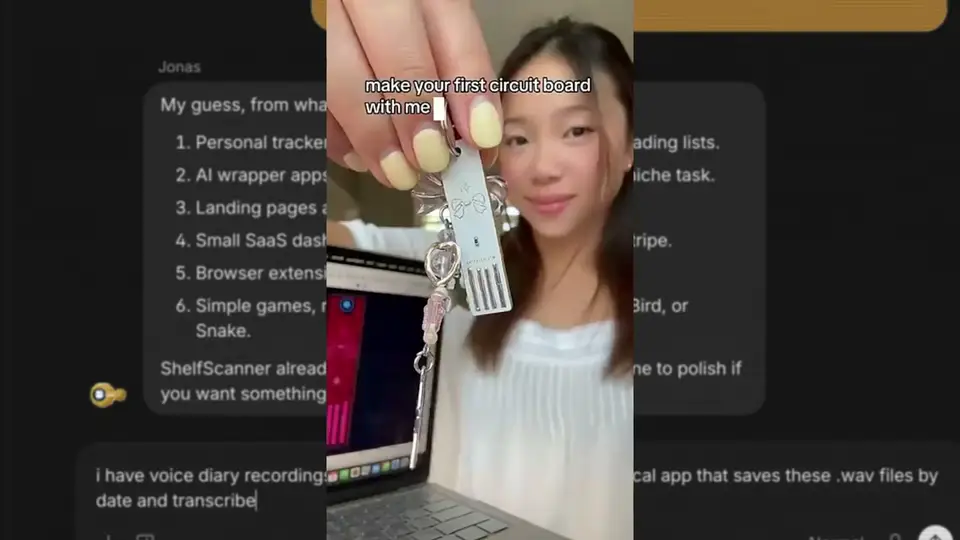 Jonas
My guess, from wha
1. Personal tracker
ading lists.
2. AI wrapper apps
niche task.
3. Landing pages a
4. Small SaaS dash
tripe.
5. Browser extensi
6. Simple games, r
Bird, or
Snake.
ShelfScanner alread
me to polish if
you want something
i have voice diary recordings
cal app that saves these .wav files by
date and transcribe
make your first circuit board
with me